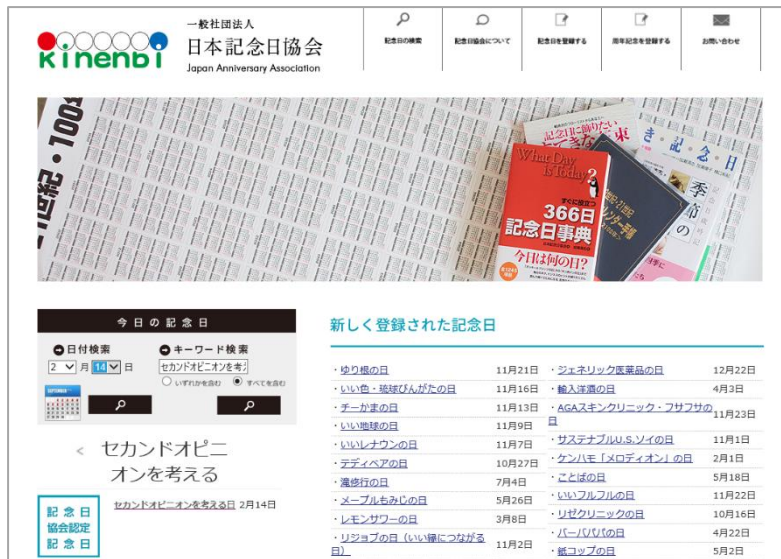 kinenbi
一般社団法人
日本記念日協会
Japan Anniversary Association
記念日の検索
記念日協会について
記念日を登録する
周年記念を登録する
お問い合わせ
What Day
Is Today?
すぐに役立つ
366日
記念日事典
今日は何の日?
記念日に飾りたい
き・記・念・日
季節の
今日の記念日
日付検索
キーワード検索
2 月 14 日
セカンドオピニオンを考え
いずれかを含む すべてを含む
< セカンドオピニ
オンを考える
セカンドオピニオンを考える日 2月14日
記念日
協会認定
記念日
新しく登録された記念日
・ゆり根の日 11月21日
・いい色・琉球びんがたの日 11月16日
・チーかまの日 11月13日
・いい地球の日 11月9日
・いいレナウンの日 11月7日
・テディベアの日 10月27日
・滝修行の日 7月4日
・メープルもみじの日 5月26日
・レモンサワーの日 3月8日
・リジョブの日（いい縁につながる
日） 11月2日
・ジェネリック医薬品の日 12月22日
・輸入洋酒の日 4月3日
・AGAスキンクリニック・フサフサの
日 11月23日
・サステナブルU.S.ソイの日 11月1日
・ケンハモ「メロディオン」の日 2月1日
・ことばの日 5月18日
・いいフルフルの日 11月22日
・リゼクリニックの日 10月16日
・バーバパパの日 4月22日
・紙コップの日 5月2日